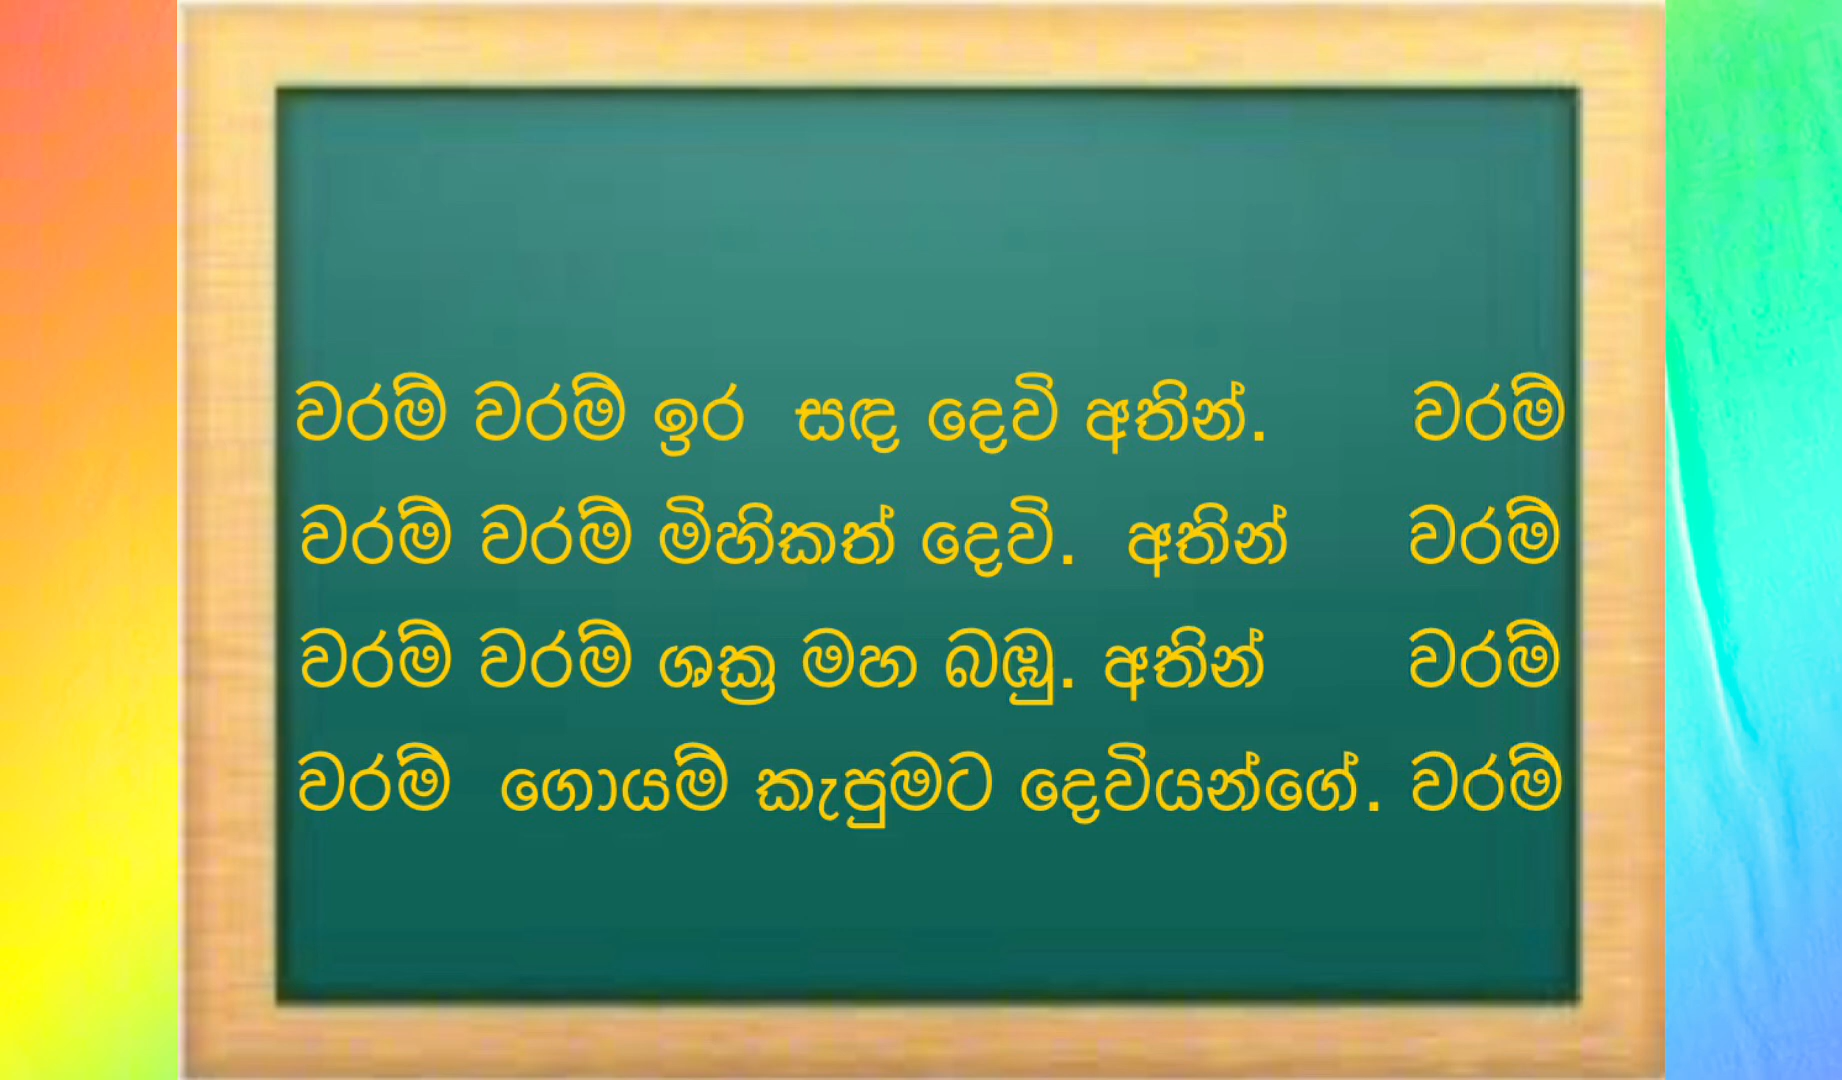 වරම් වරම් ඉර සඳ දෙවි අතින්. වරම්
වරම් වරම් මිහිකත් දෙවි. අතින් වරම්
වරම් වරම් ශක්‍ර මහ බඹු. අතින් වරම්
වරම් ගොයම් කැපුමට දෙවියන්ගේ. වරම්